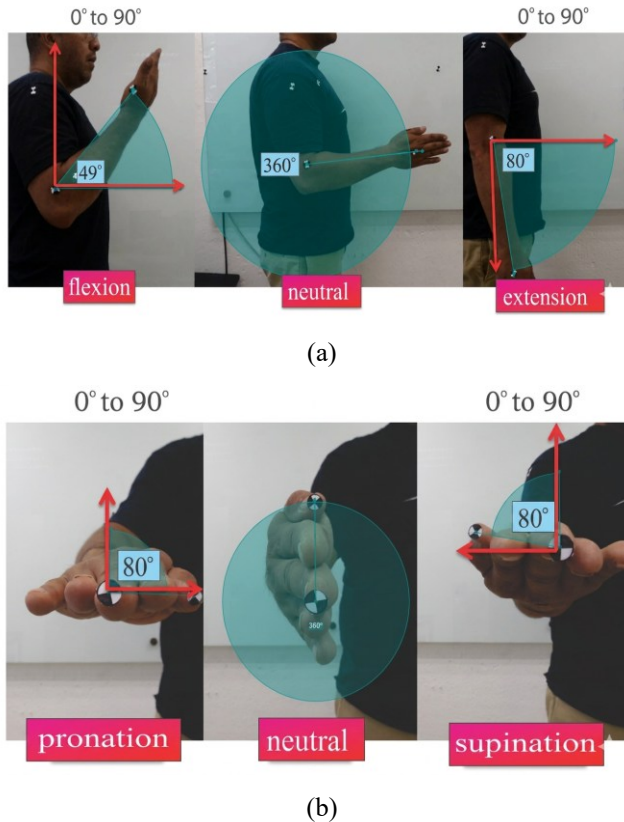 0° to 90°
0° to 90°
49°
360°
80°
flexion
neutral
extension
(a)
0° to 90°
0° to 90°
80°
360°
80°
pronation
neutral
supination
(b)